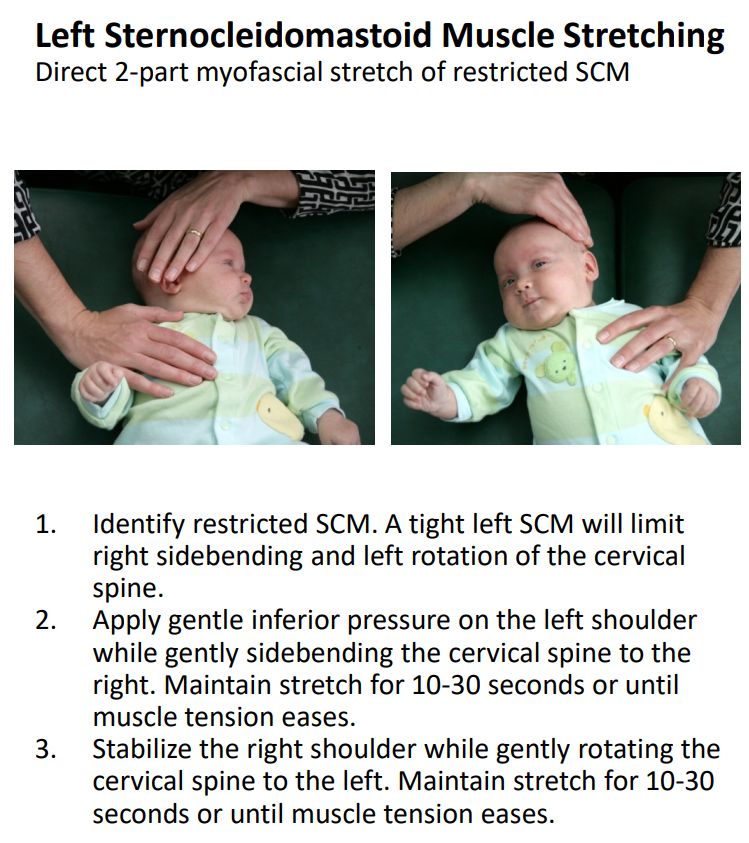 Left Sternocleidomastoid Muscle Stretching
Direct 2-part myofascial stretch of restricted SCM
1. Identify restricted SCM. A tight left SCM will limit
right sidebending and left rotation of the cervical
spine.
2. Apply gentle inferior pressure on the left shoulder
while gently sidebending the cervical spine to the
right. Maintain stretch for 10-30 seconds or until
muscle tension eases.
3. Stabilize the right shoulder while gently rotating the
cervical spine to the left. Maintain stretch for 10-30
seconds or until muscle tension eases.